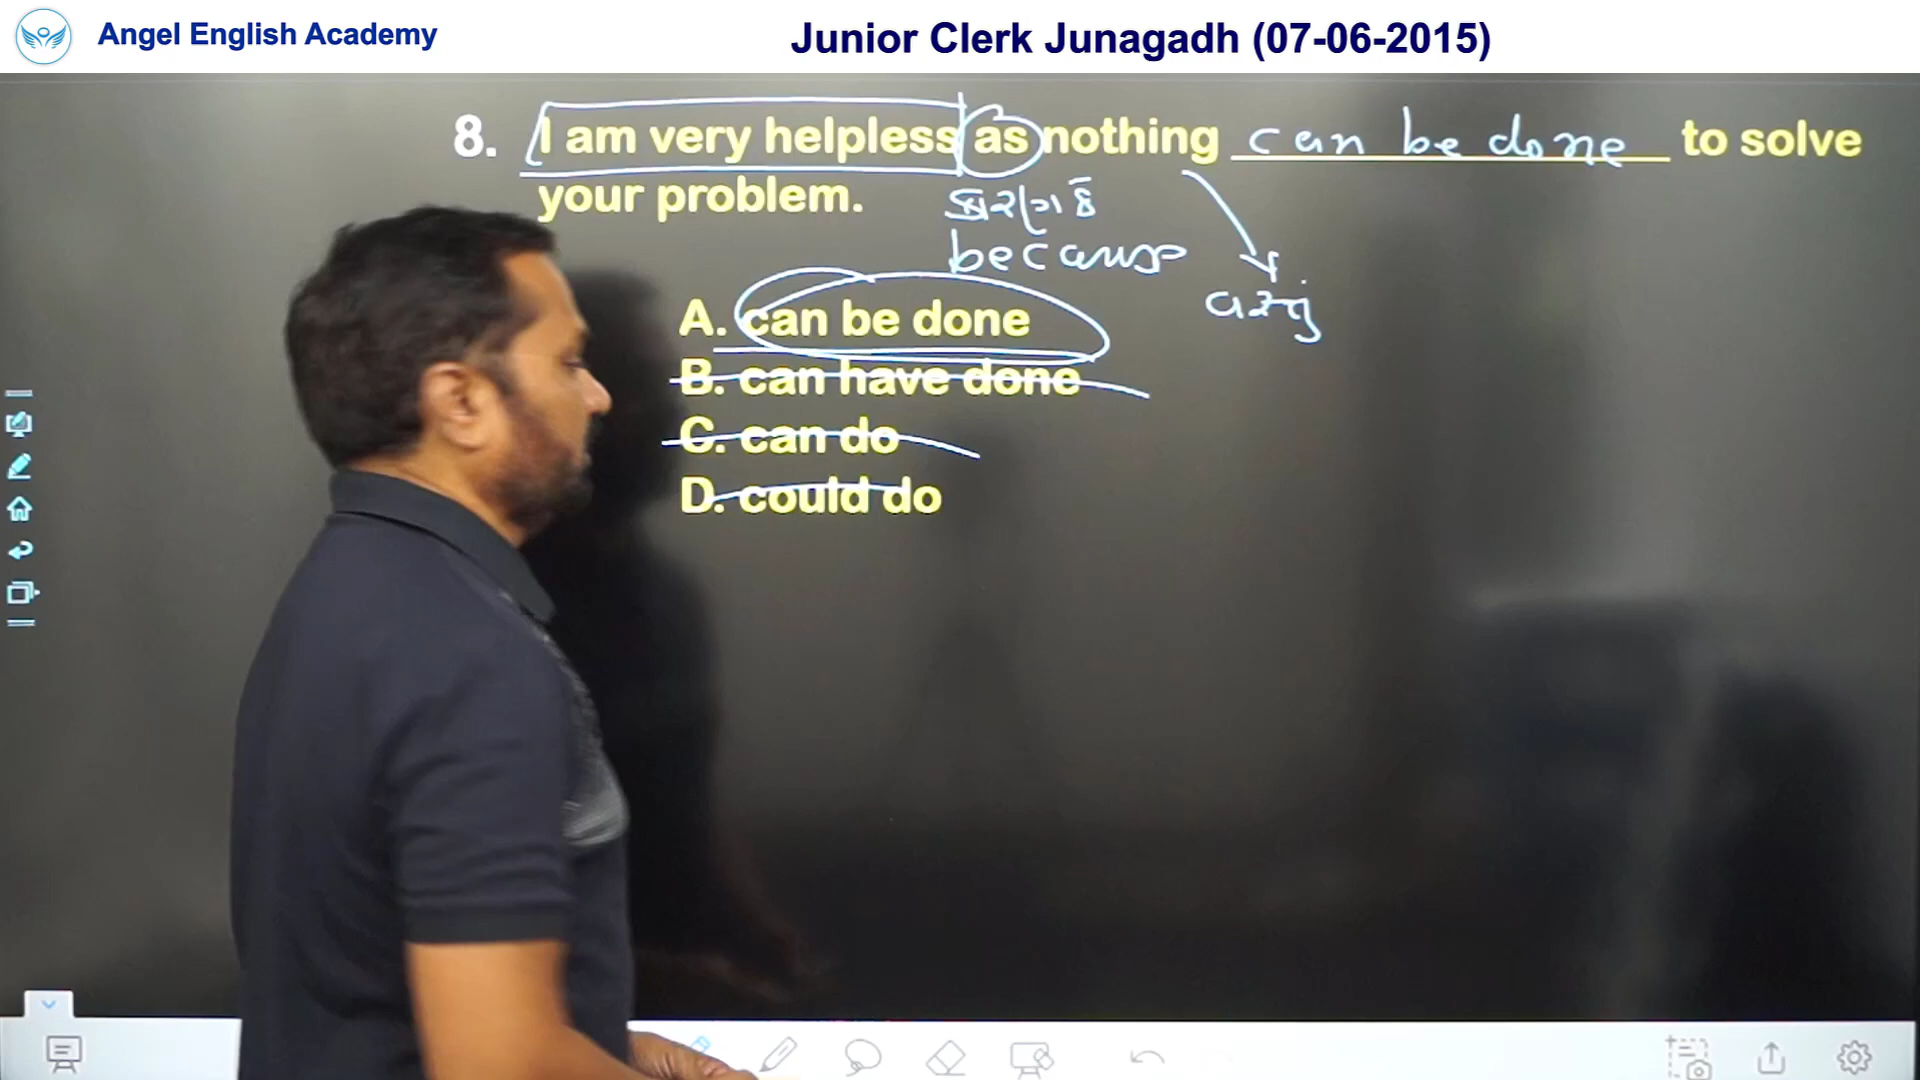 Angel English Academy
Junior Clerk Junagadh (07-06-2015)
8. I am very helpless as nothing can be done to solve
your problem.
કારણ કે
because
A. can be done
B. can have done
C. can do
D. could do